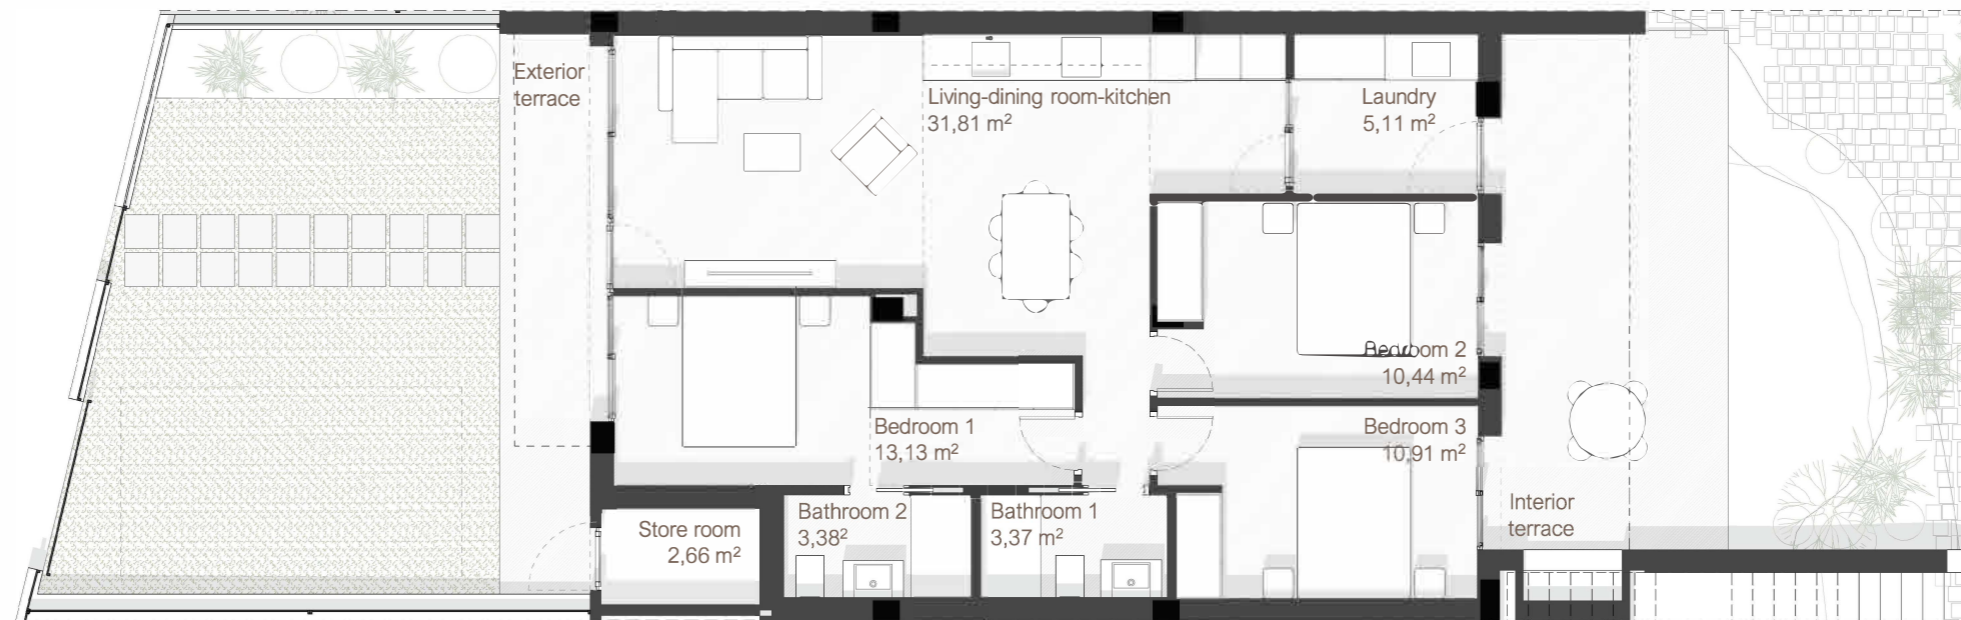 Exterior
terrace
Living-dining room-kitchen
31,81 m²
Laundry
5,11 m²
Bedroom 2
10,44 m²
Bedroom 1
13,13 m²
Bedroom 3
10,91 m²
Store room
2,66 m²
Bathroom 2
3,38²
Bathroom 1
3,37 m²
Interior
terrace